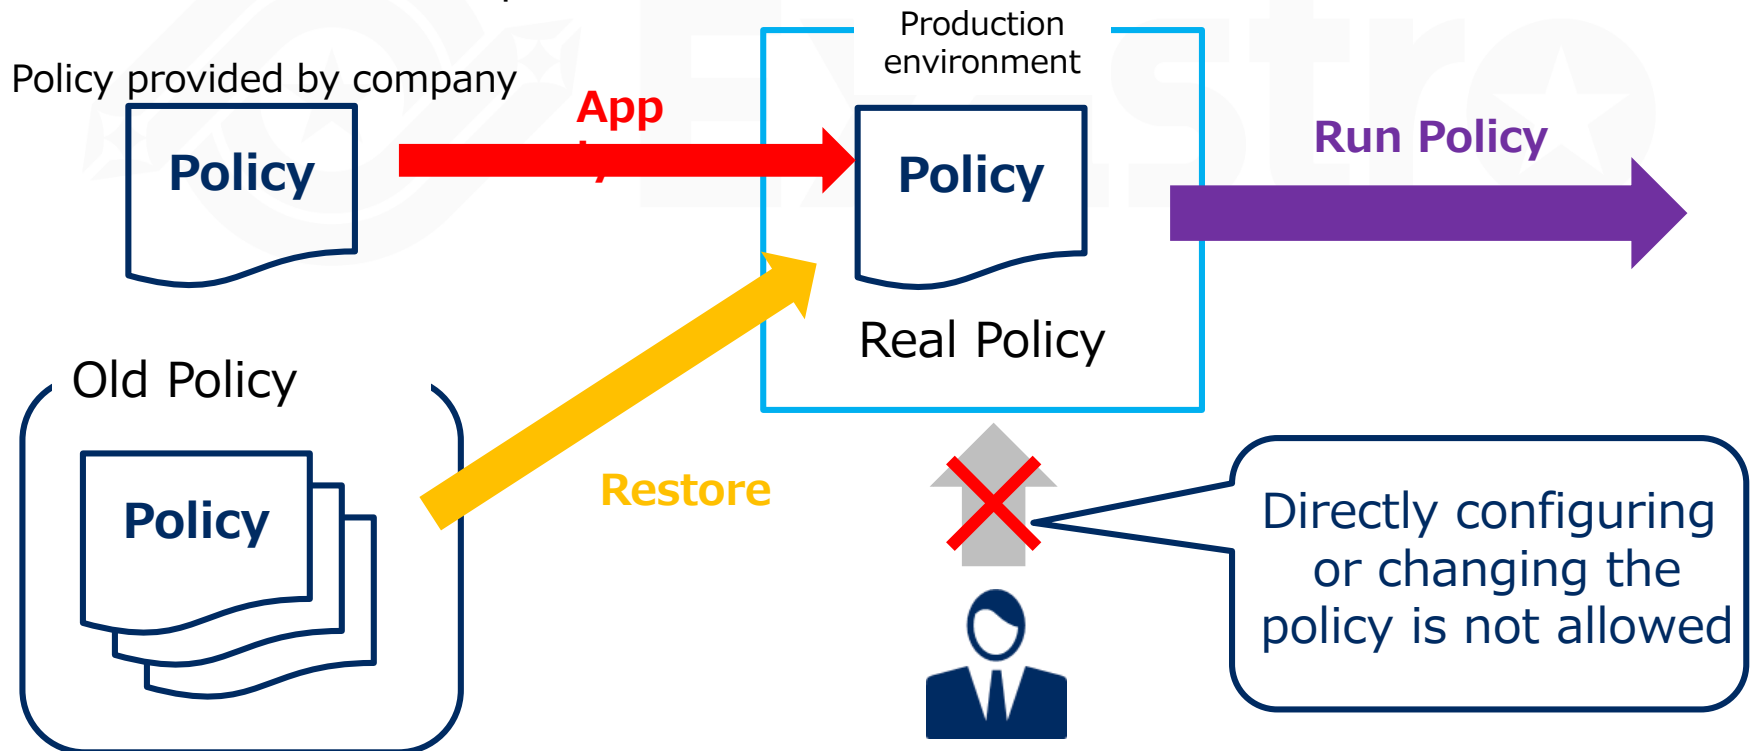 Production
environment
Policy provided by company
App
Policy
Policy
Run Policy
Real Policy
Old Policy
Policy
Restore
Directly configuring
or changing the
policy is not allowed